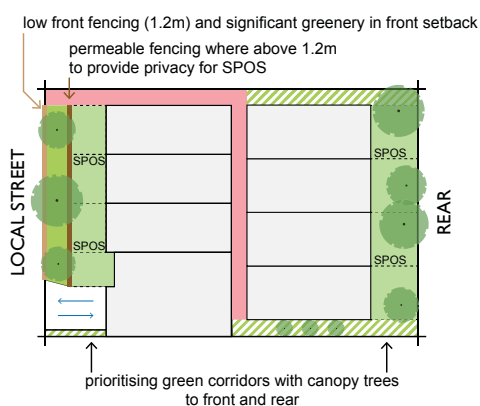 low front fencing (1.2m) and significant greenery in front setback
permeable fencing where above 1.2m
to provide privacy for SPOS
LOCAL STREET
SPOS
SPOS
SPOS
SPOS
REAR
prioritising green corridors with canopy trees
to front and rear